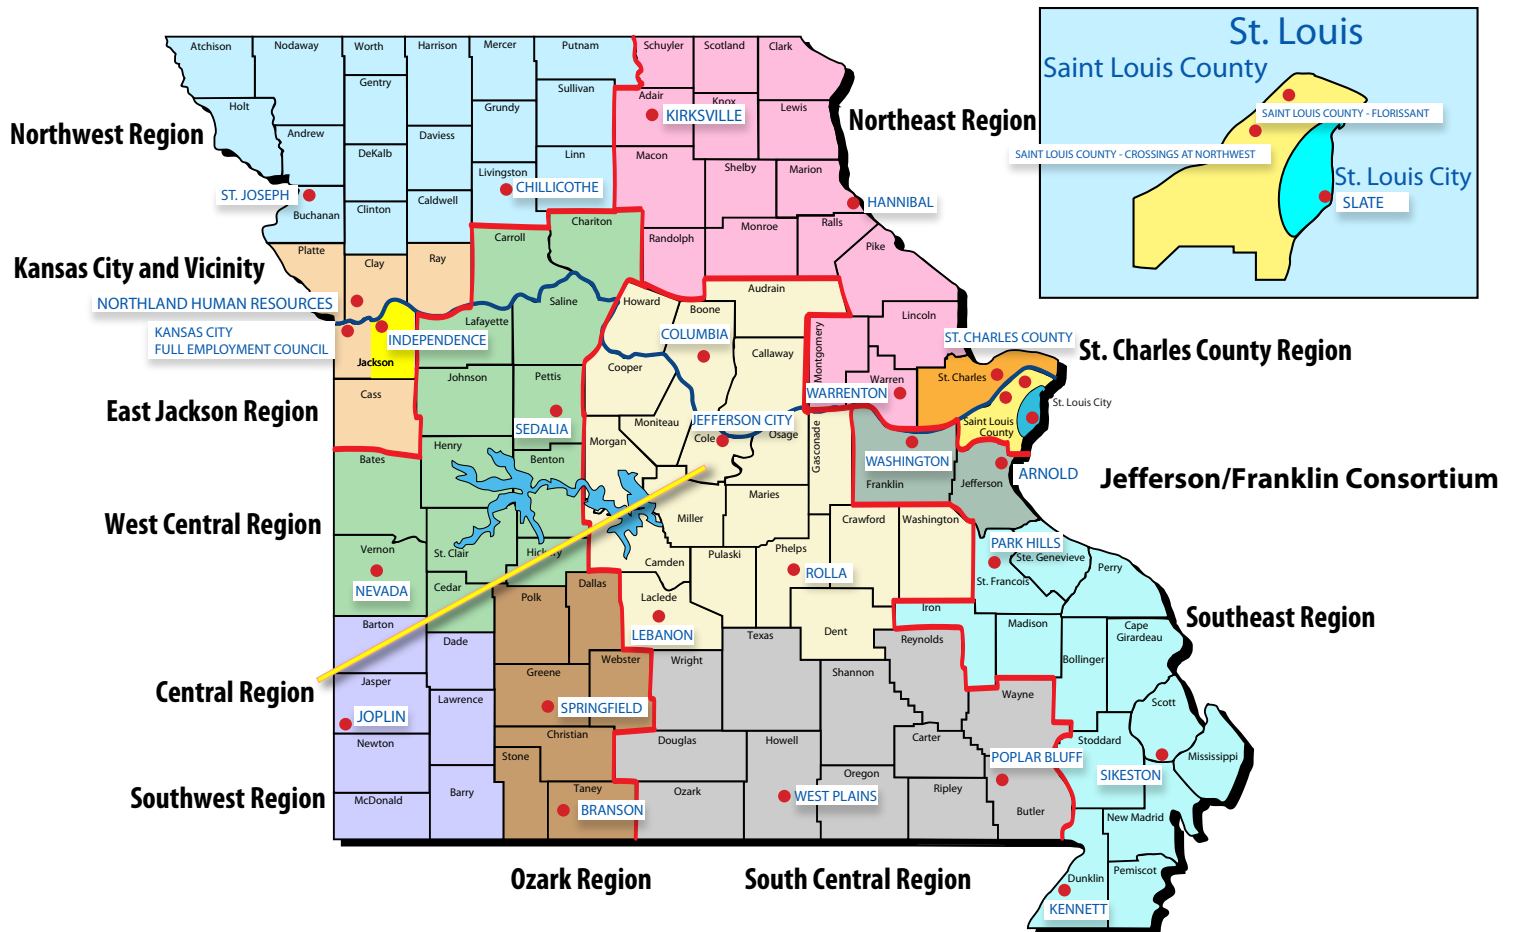 St. Louis
Saint Louis County
SAINT LOUIS COUNTY - FLORISSANT
SAINT LOUIS COUNTY - CROSSINGS AT NORTHWEST
St. Louis City
SLATE
Atchison
Nodaway
Worth
Harrison
Mercer
Putnam
Schuyler
Scotland
Clark
Gentry
Sullivan
Adair
Knox
Lewis
Holt
Grundy
KIRKSVILLE
Northwest Region
Northeast Region
Andrew
Daviess
DeKalb
Linn
Macon
Shelby
Marion
Livingston
CHILLICOTHE
ST. JOSEPH
Buchanan
Clinton
Caldwell
HANNIBAL
Chariton
Carroll
Randolph
Monroe
Ralls
Pike
Platte
Clay
Ray
Kansas City and Vicinity
NORTHLAND HUMAN RESOURCES
Saline
Howard
Boone
Audrain
Lincoln
KANSAS CITY
FULL EMPLOYMENT COUNCIL
INDEPENDENCE
Lafayette
COLUMBIA
Callaway
Montgomery
ST. CHARLES COUNTY
St. Charles County Region
Jackson
Johnson
Pettis
Cooper
Warren
St. Charles
WARRENTON
Cass
East Jackson Region
SEDALIA
Moniteau
JEFFERSON CITY
Cole
Osage
Gasconade
St. Louis City
Saint Louis
County
Henry
Morgan
Benton
Bates
WASHINGTON
Franklin
Jefferson
ARNOLD
Jefferson/Franklin Consortium
West Central Region
Maries
Miller
Crawford
Washington
Vernon
St. Clair
Hickory
Camden
Pulaski
Phelps
PARK HILLS
Ste. Genevieve
St. Francois
Perry
NEVADA
Cedar
Dallas
Polk
Laclede
LEBANON
ROLLA
Barton
Dade
Texas
Dent
Iron
Reynolds
Madison
Cape
Girardeau
Bollinger
Southeast Region
Central Region
Jasper
Greene
Webster
Wright
Shannon
Wayne
Scott
JOPLIN
Lawrence
SPRINGFIELD
Newton
Christian
Stone
Douglas
Howell
Carter
Stoddard
Mississippi
POPLAR BLUFF
SIKESTON
Southwest Region
McDonald
Barry
Taney
BRANSON
Ozark
WEST PLAINS
Oregon
Ripley
Butler
New Madrid
Ozark Region
South Central Region
Dunklin
Pemiscot
KENNETT